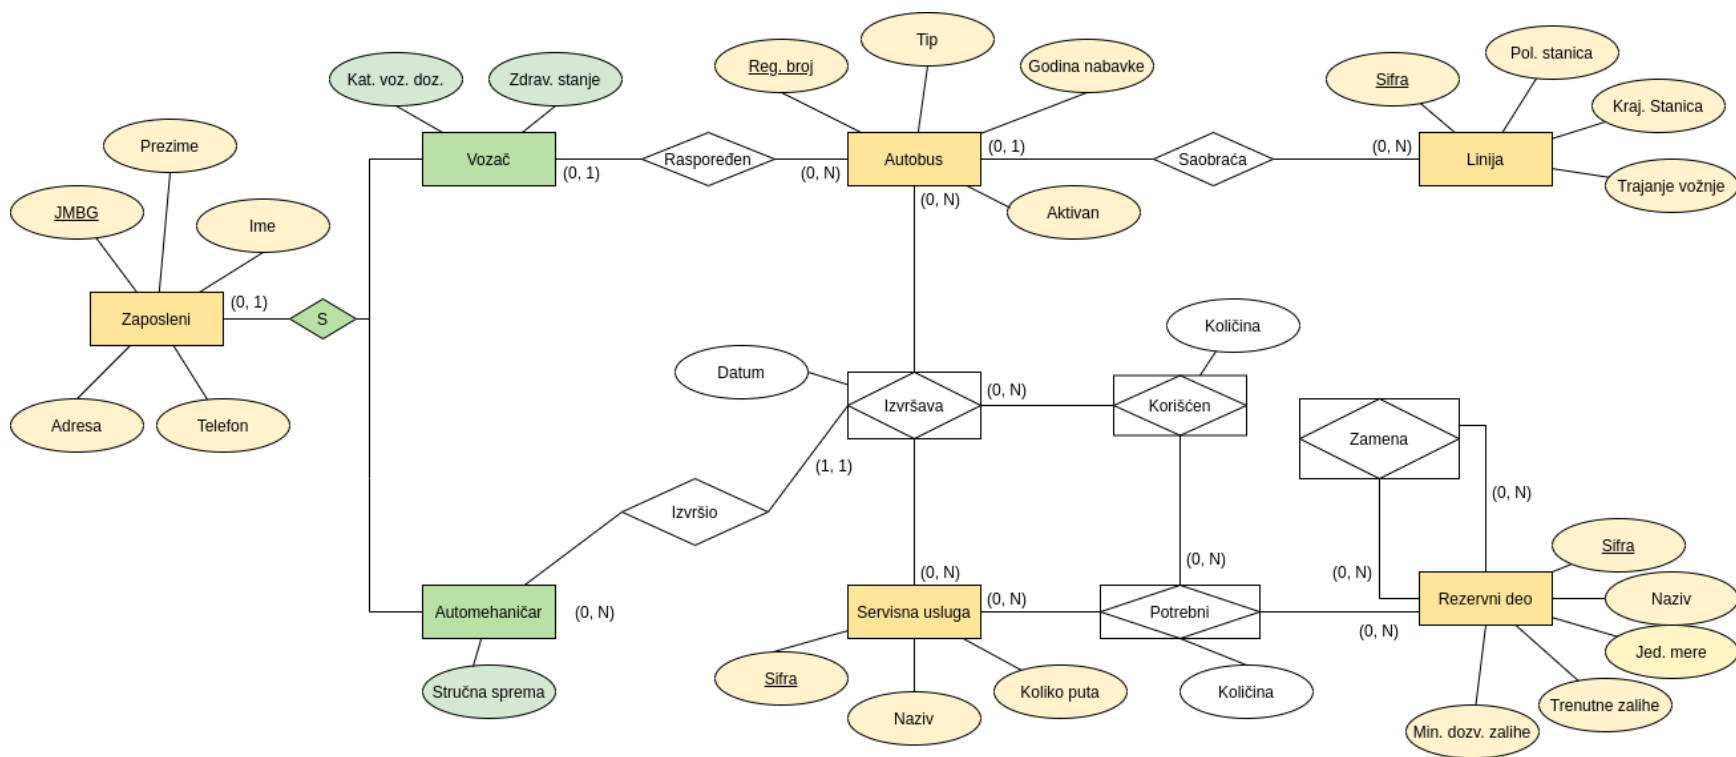 Tip
Pol. stanica
Kat. voz. doz.
Zdrav. stanje
Reg. broj
Godina nabavke
Sifra
Kraj. Stanica
Prezime
Vozač
(0, 1)
Raspoređen
(0, N)
Autobus
(0, 1)
Saobraća
(0, N)
Linija
Trajanje vožnje
(0, N)
Aktivan
JMBG
Ime
Zaposleni
(0, 1)
S
Adresa
Telefon
Količina
Datum
Izvršava
(0, N)
Korišćen
Zamena
(1, 1)
(0, N)
Izvršio
Sifra
(0, N)
(0, N)
(0, N)
Automehaničar
(0, N)
Servisna usluga
(0, N)
Potrebni
(0, N)
Rezervni deo
Naziv
Jed. mere
Stručna sprema
Sifra
Naziv
Koliko puta
Količina
Trenutne zalihe
Min. dozv. zalihe